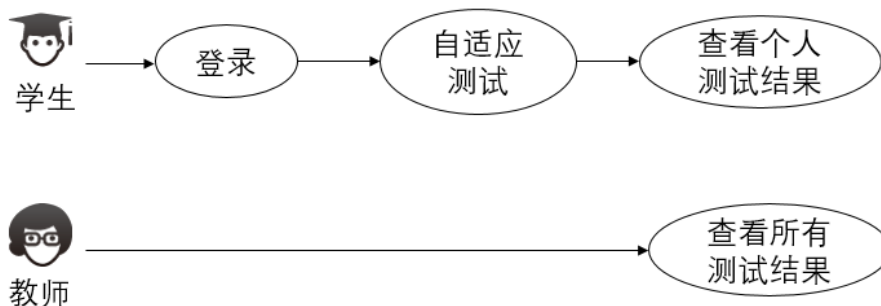 学生
登录
自适应
测试
查看个人
测试结果
教师
查看所有
测试结果